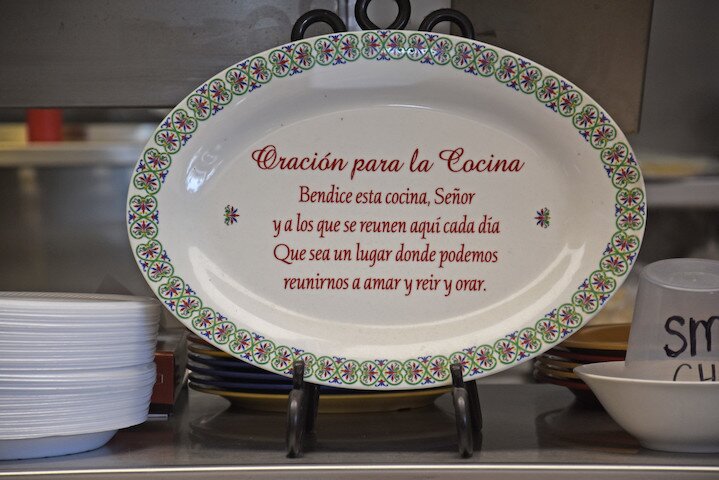 Oración para la Cocina
Bendice esta cocina, Señor
y a los que se reunen aquí cada día
Que sea un lugar donde podemos
reunirnos a amar y reir y orar.
SM
CH